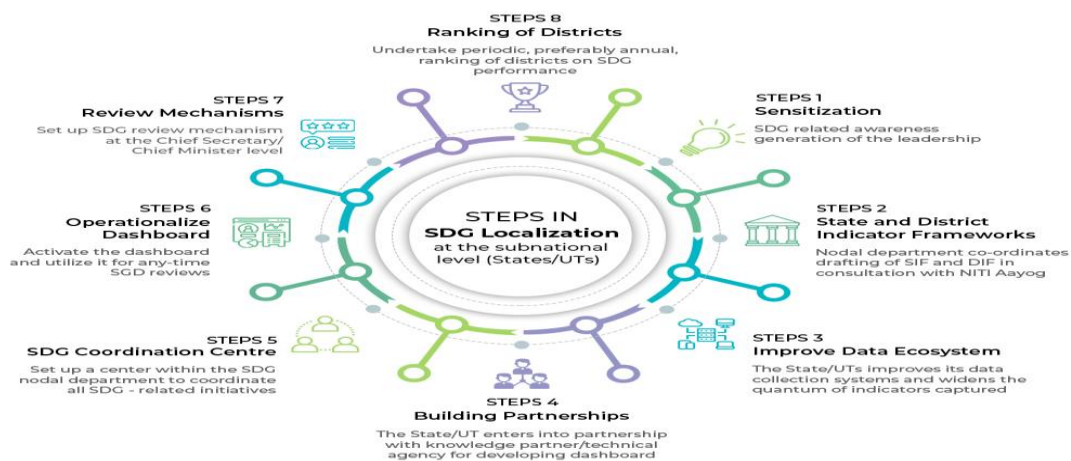 STEPS IN
SDG Localization
at the subnational
level (States/UTs)
STEPS 1
Sensitization
SDG related awareness
generation of the leadership
STEPS 2
State and District
Indicator Frameworks
Nodal department co-ordinates
drafting of SIF and DIF in
consultation with NITI Aayog
STEPS 3
Improve Data Ecosystem
The State/UTs improves its data
collection systems and widens the
quantum of indicators captured
STEPS 4
Building Partnerships
The State/UT enters into partnership
with knowledge partner/technical
agency for developing dashboard
STEPS 5
SDG Coordination Centre
Set up a center within the SDG
nodal department to coordinate
all SDG - related initiatives
STEPS 6
Operationalize
Dashboard
Activate the dashboard
and utilize it for any-time
SGD reviews
STEPS 7
Review Mechanisms
Set up SDG review mechanism
at the Chief Secretary/
Chief Minister level
STEPS 8
Ranking of Districts
Undertake periodic, preferably annual,
ranking of districts on SDG
performance